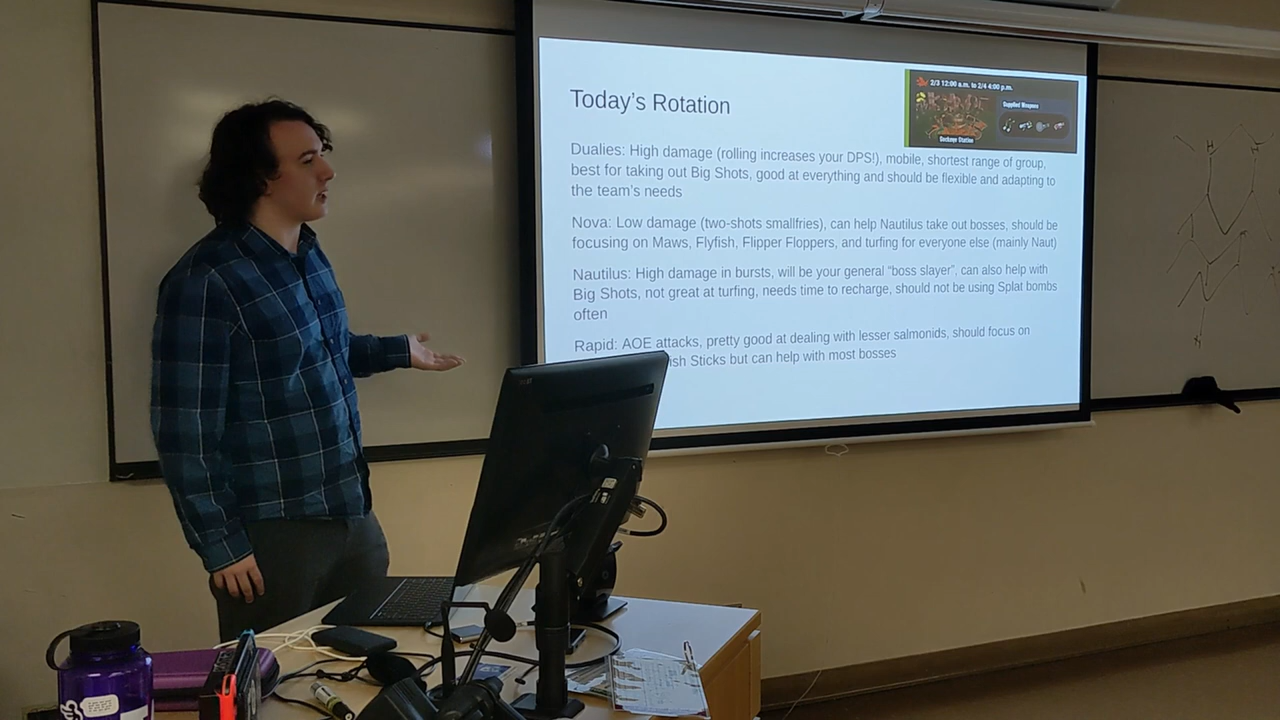 Today's Rotation
2/3 12:00 a.m. to 2/4 4:00 p.m.
Supplied Weapons
Gone Fission
Dualies: High damage (rolling increases your DPS!), mobile, shortest range of group,
best for taking out Big Shots, good at everything and should be flexible and adapting to
the team's needs
Nova: Low damage (two-shots smallfries), can help Nautilus take out bosses, should be
focusing on Maws, Flyfish, Flipper Floppers, and turfing for everyone else (mainly Naut)
Nautilus: High damage in bursts, will be your general "boss slayer", can also help with
Big Shots, not great at turfing, needs time to recharge, should not be using Splat bombs
often
Rapid: AOE attacks, pretty good at dealing with lesser salmonids, should focus on
Sticks but can help with most bosses